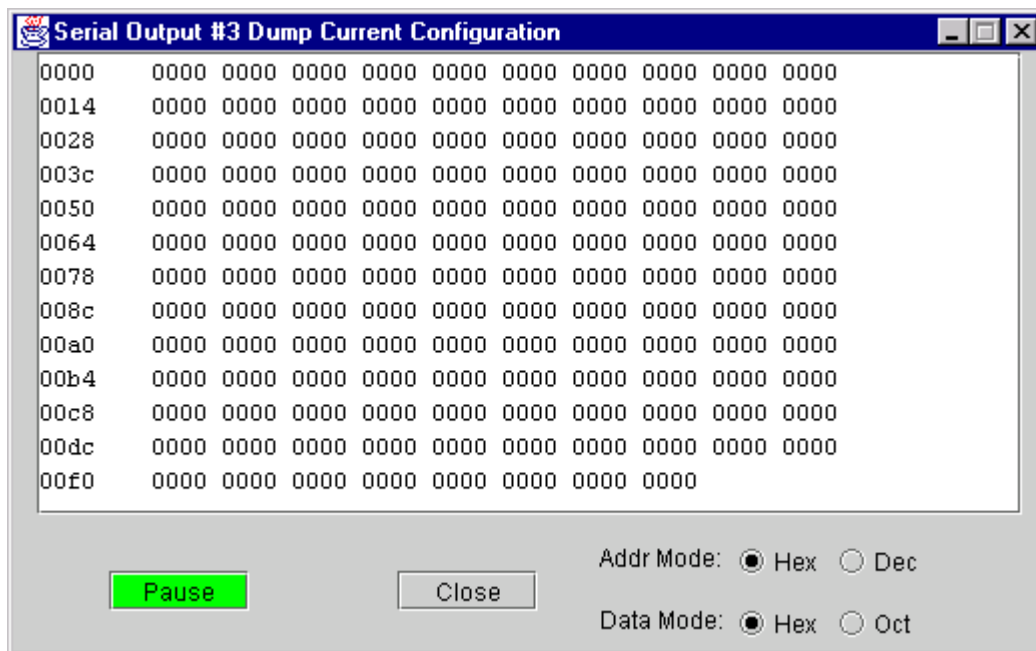 Serial Output #3 Dump Current Configuration
0000 0000 0000 0000 0000 0000 0000 0000 0000 0000 0000
0014 0000 0000 0000 0000 0000 0000 0000 0000 0000 0000
0028 0000 0000 0000 0000 0000 0000 0000 0000 0000 0000
003c 0000 0000 0000 0000 0000 0000 0000 0000 0000 0000
0050 0000 0000 0000 0000 0000 0000 0000 0000 0000 0000
0064 0000 0000 0000 0000 0000 0000 0000 0000 0000 0000
0078 0000 0000 0000 0000 0000 0000 0000 0000 0000 0000
008c 0000 0000 0000 0000 0000 0000 0000 0000 0000 0000
00a0 0000 0000 0000 0000 0000 0000 0000 0000 0000 0000
00b4 0000 0000 0000 0000 0000 0000 0000 0000 0000 0000
00c8 0000 0000 0000 0000 0000 0000 0000 0000 0000 0000
00dc 0000 0000 0000 0000 0000 0000 0000 0000 0000 0000
00f0 0000 0000 0000 0000 0000 0000 0000 0000
Addr Mode: Hex Dec
Pause Close
Data Mode: Hex Oct